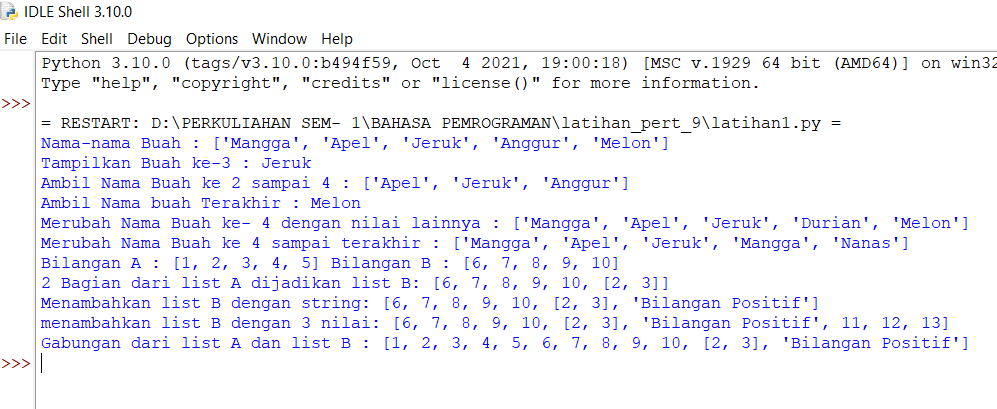 IDLE Shell 3.10.0
File Edit Shell Debug Options Window Help
Python 3.10.0 (tags/v3.10.0:b494f59, Oct  4 2021, 19:00:18) [MSC v.1929 64 bit (AMD64)] on win32
Type "help", "copyright", "credits" or "license()" for more information.
>>>
= RESTART: D:\PERKULIAHAN SEM- 1\BAHASA PEMROGRAMAN\latihan_pert_9\latihan1.py =
Nama-nama Buah : ['Mangga', 'Apel', 'Jeruk', 'Anggur', 'Melon']
Tampilkan Buah ke-3 : Jeruk
Ambil Nama Buah ke 2 sampai 4 : ['Apel', 'Jeruk', 'Anggur']
Ambil Nama buah Terakhir : Melon
Merubah Nama Buah ke- 4 dengan nilai lainnya : ['Mangga', 'Apel', 'Jeruk', 'Durian', 'Melon']
Merubah Nama Buah ke 4 sampai terakhir : ['Mangga', 'Apel', 'Jeruk', 'Mangga', 'Nanas']
Bilangan A : [1, 2, 3, 4, 5] Bilangan B : [6, 7, 8, 9, 10]
2 Bagian dari list A dijadikan list B: [6, 7, 8, 9, 10, [2, 3]]
Menambahkan list B dengan string: [6, 7, 8, 9, 10, [2, 3], 'Bilangan Positif']
menambahkan list B dengan 3 nilai: [6, 7, 8, 9, 10, [2, 3], 'Bilangan Positif', 11, 12, 13]
Gabungan dari list A dan list B : [1, 2, 3, 4, 5, 6, 7, 8, 9, 10, [2, 3], 'Bilangan Positif']
>>>